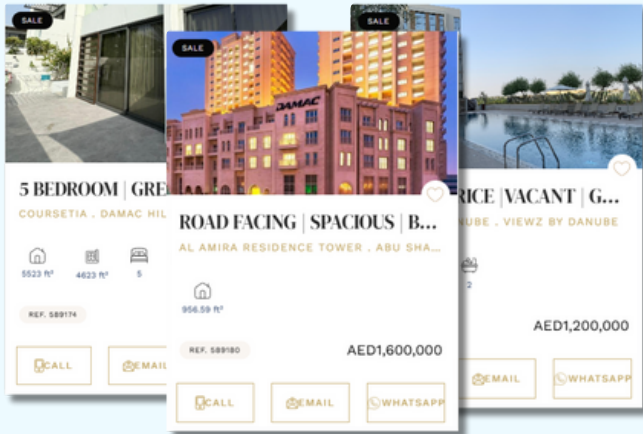 SALE
5 BEDROOM | GRE
COURSETIA . DAMAC HIL
5523 ft²
4623 ft²
5
REF. 589174
CALL
EMAIL
SALE
DAMAC
ROAD FACING | SPACIOUS | B...
AL AMIRA RESIDENCE TOWER . ABU SHA...
956.59 ft²
REF. 589180
AED1,600,000
CALL
EMAIL
WHATSAPP
SALE
RICE |VACANT | G...
NUBE . VIEWZ BY DANUBE
2
AED1,200,000
EMAIL
WHATSAPP